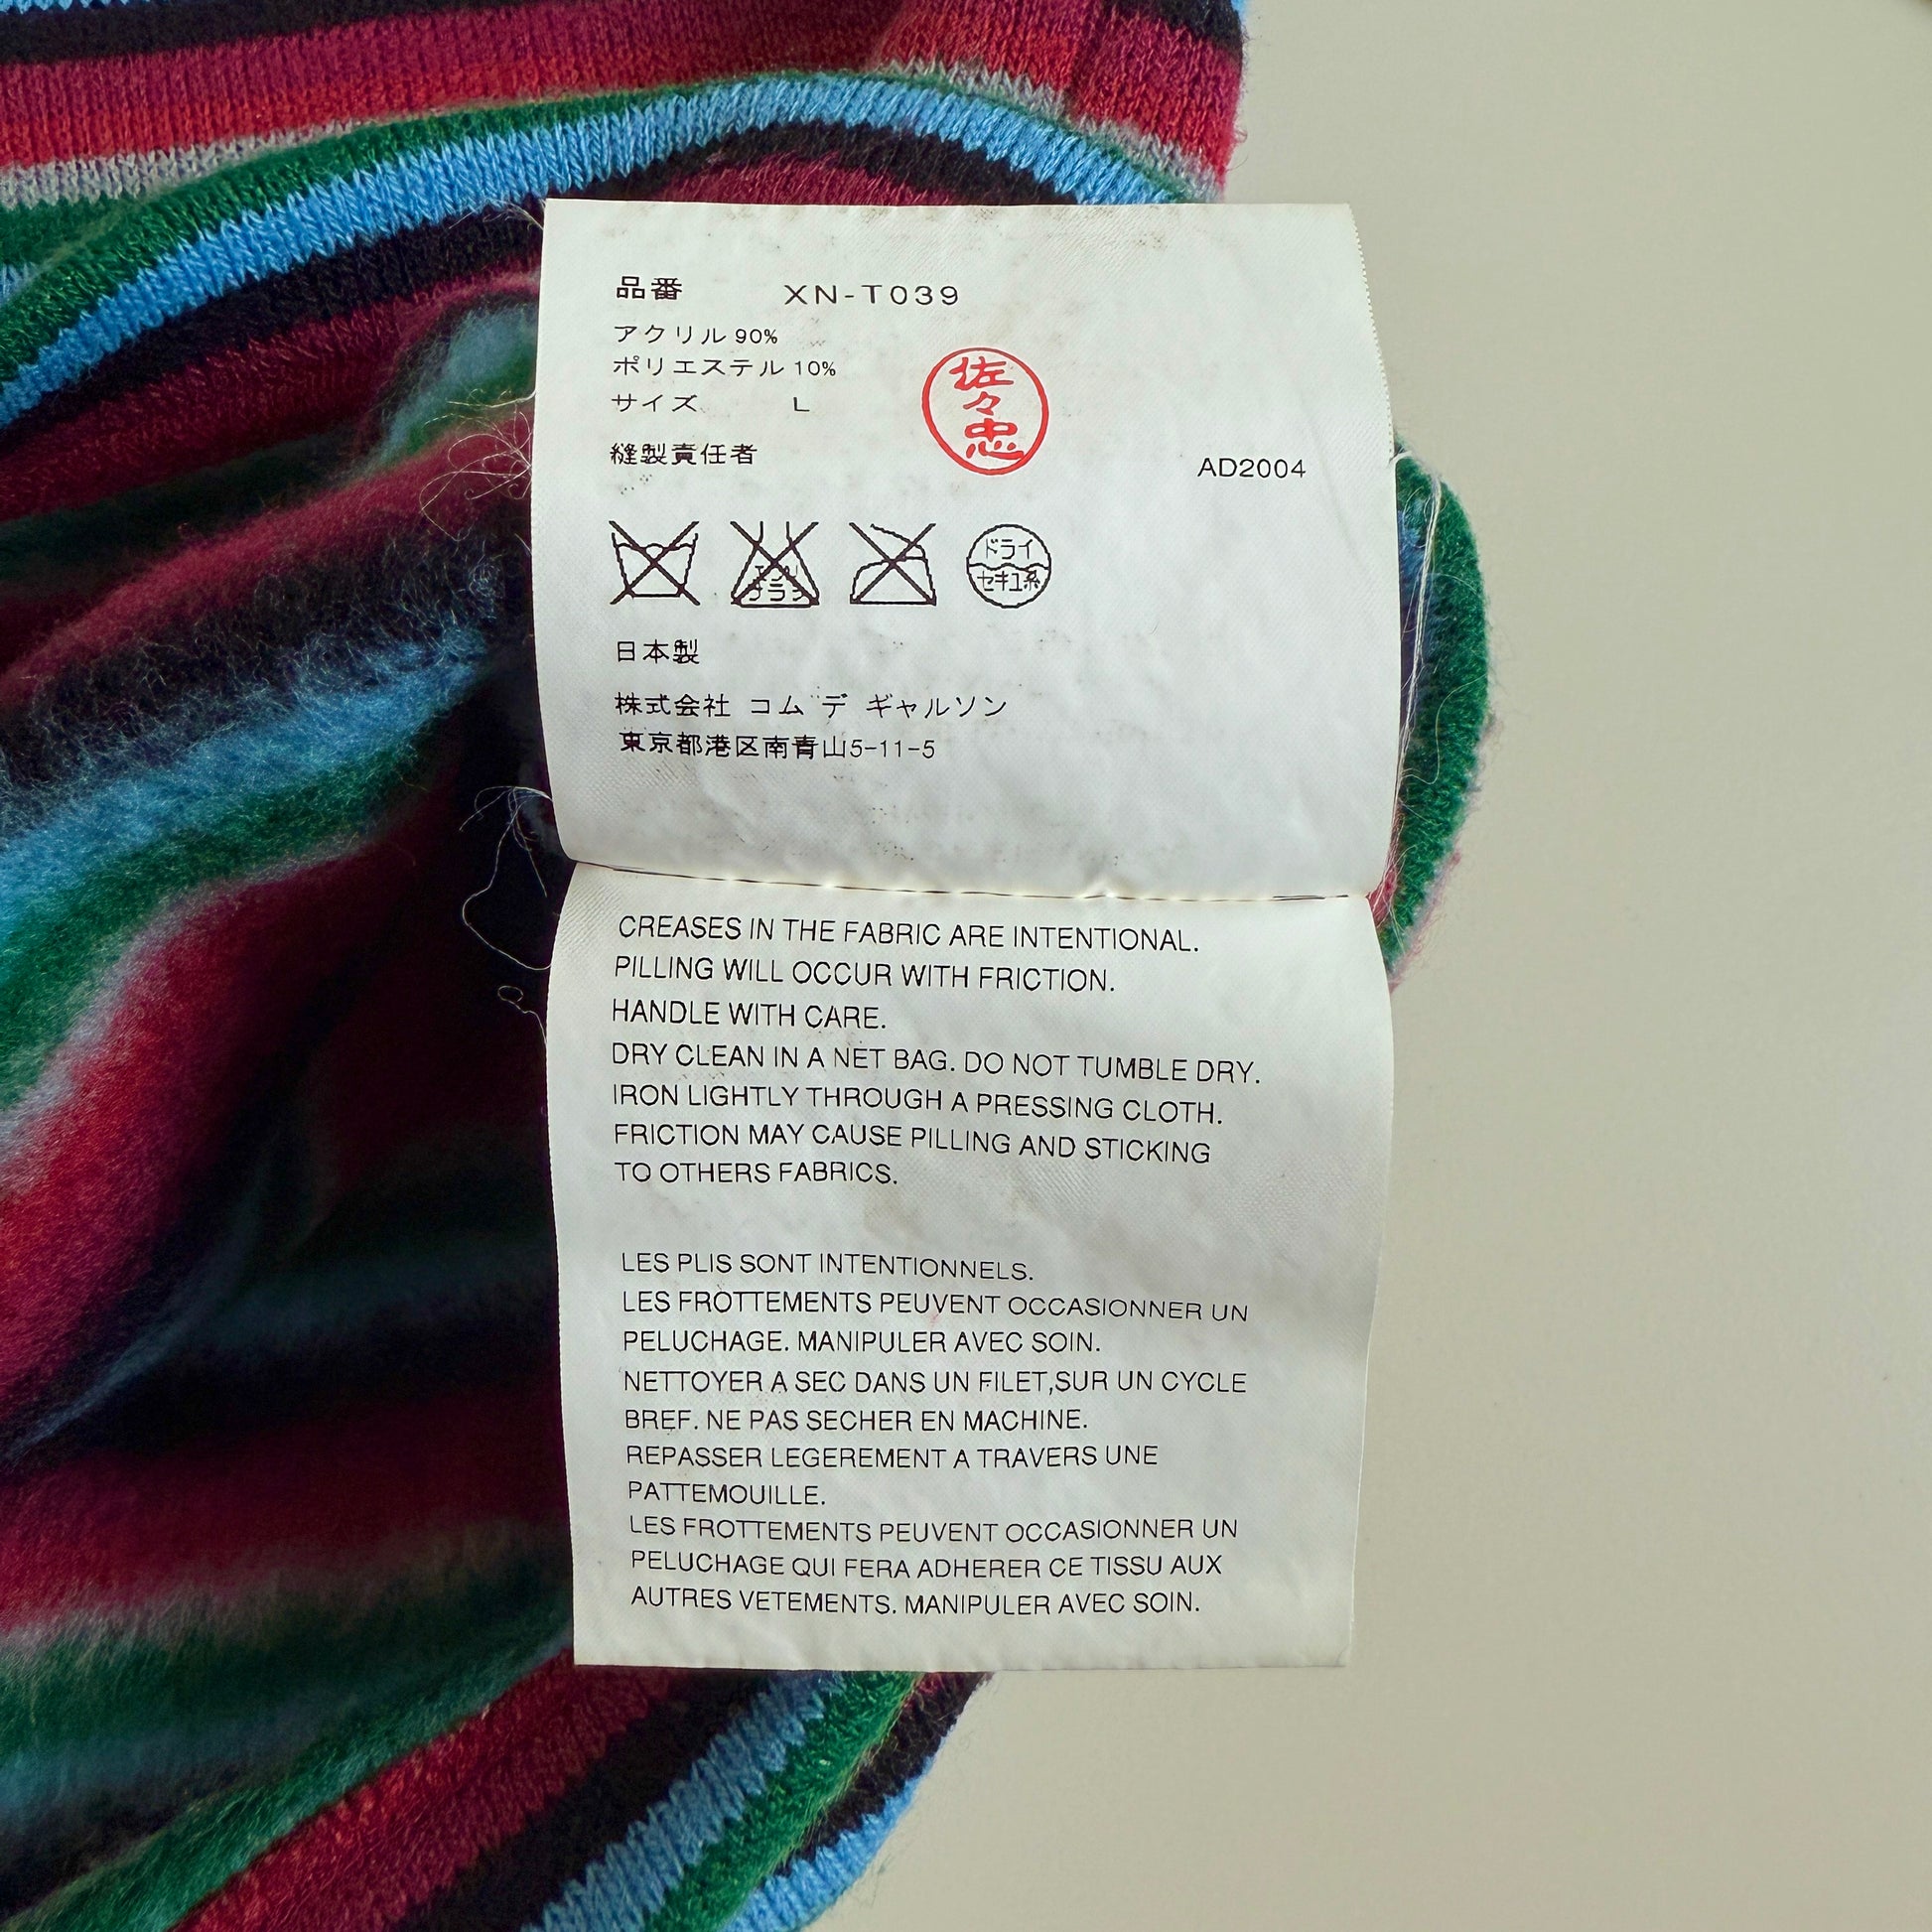 品番 XN-T039
アクリル 90%
ポリエステル 10%
サイズ L
佐々忠
縫製責任者
AD2004
ドライ
セキユ系
日本製
株式会社 コム デ ギャルソン
東京都港区南青山5-11-5
CREASES IN THE FABRIC ARE INTENTIONAL.
PILLING WILL OCCUR WITH FRICTION.
HANDLE WITH CARE.
DRY CLEAN IN A NET BAG. DO NOT TUMBLE DRY.
IRON LIGHTLY THROUGH A PRESSING CLOTH.
FRICTION MAY CAUSE PILLING AND STICKING
TO OTHERS FABRICS.
LES PLIS SONT INTENTIONNELS.
LES FROTTEMENTS PEUVENT OCCASIONNER UN
PELUCHAGE. MANIPULER AVEC SOIN.
NETTOYER A SEC DANS UN FILET,SUR UN CYCLE
BREF. NE PAS SECHER EN MACHINE.
REPASSER LEGEREMENT A TRAVERS UNE
PATTEMOUILLE.
LES FROTTEMENTS PEUVENT OCCASIONNER UN
PELUCHAGE QUI FERA ADHERER CE TISSU AUX
AUTRES VETEMENTS. MANIPULER AVEC SOIN.